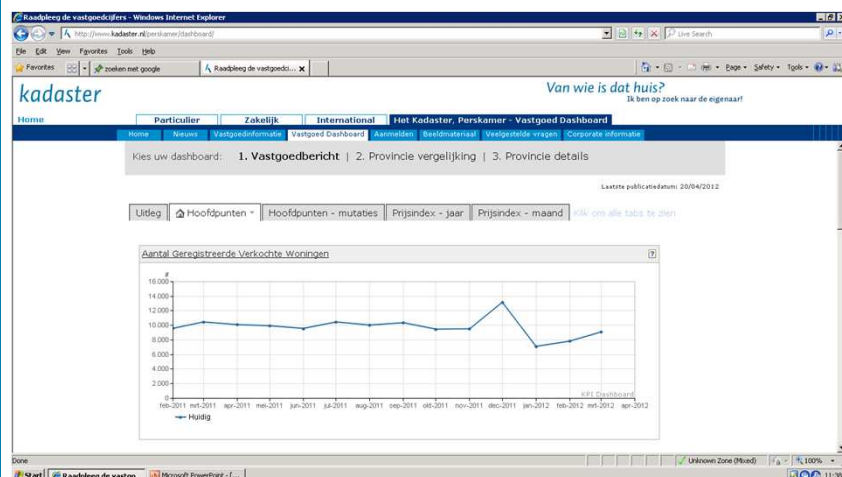 Raadpleeg de vastgoedcijfers - Windows Internet Explorer
http://www.kadaster.nl/perskamer/dashboard/
Live Search
File Edit View Favorites Tools Help
Favorites zoeken met google Raadpleeg de vastgoedci... Page Safety Tools
kadaster
Van wie is dat huis?
Ik ben op zoek naar de eigenaar!
Home Particulier Zakelijk International Het Kadaster, Perskamer - Vastgoed Dashboard
Home Nieuws Vastgoedinformatie Vastgoed Dashboard Aanmelden Beeldmateriaal Veelgestelde vragen Corporate informatie
Kies uw dashboard: 1. Vastgoedbericht | 2. Provincie vergelijking | 3. Provincie details
Laatste publicatiedatum: 20/04/2012
Uitleg Hoofdpunten Hoofdpunten - mutaties Prijsindex - jaar Prijsindex - maand Klik om alle tabs te zien
Aantal Geregistreerde Verkochte Woningen ?
#
16.000
14.000
12.000
10.000
8.000
6.000
4.000
2.000
0
KPI Dashboard
feb-2011 mrt-2011 apr-2011 mei-2011 jun-2011 jul-2011 aug-2011 sep-2011 okt-2011 nov-2011 dec-2011 jan-2012 feb-2012 mrt-2012 apr-2012
Huidig
Done Unknown Zone (Mixed) 100%
Start Raadpleeg de vastgo... Microsoft PowerPoint - [... 11:38